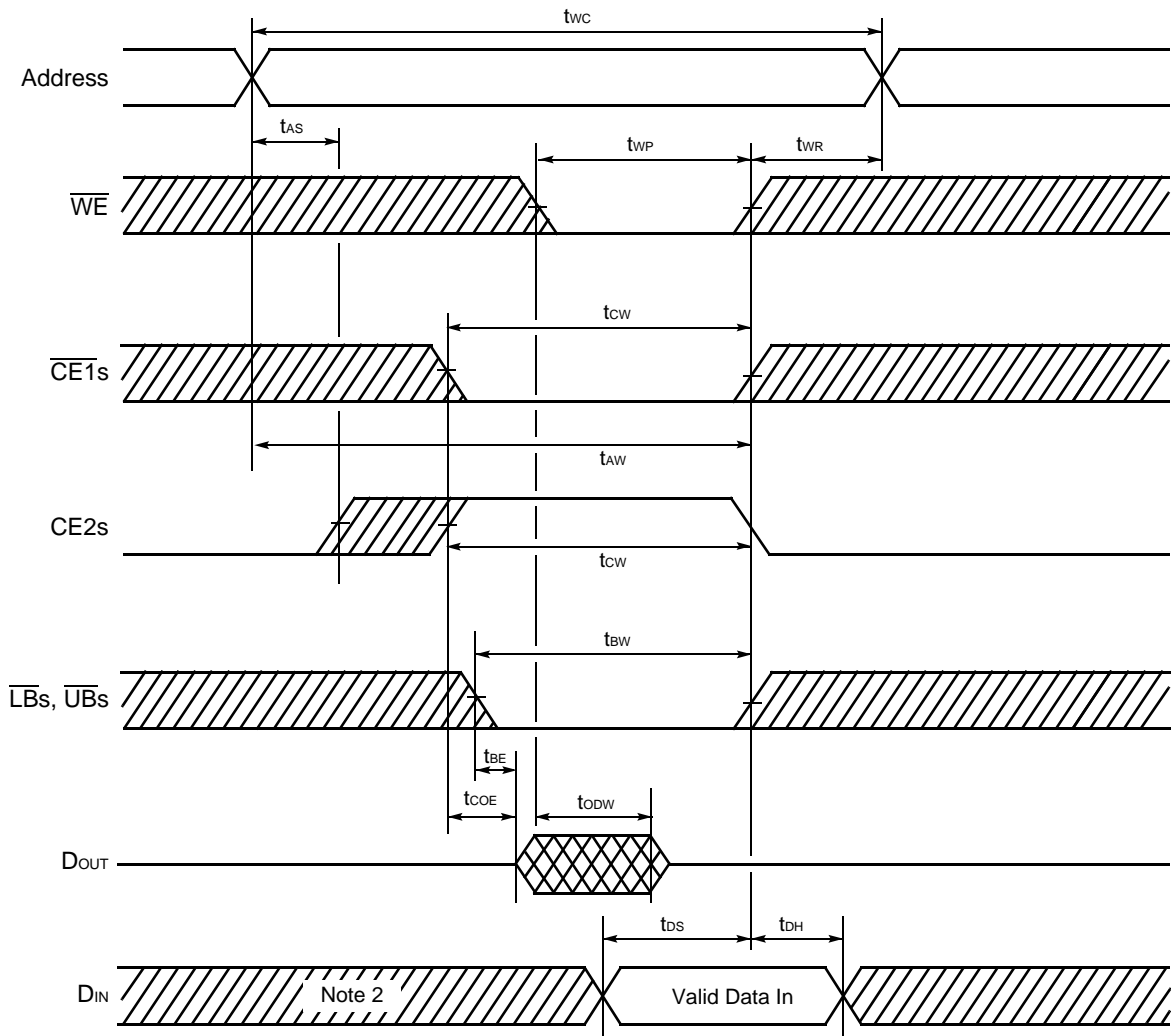 tWC
Address
tAS
tWP
tWR
WE
tCW
CE1s
tAW
CE2s
tCW
tBW
LBs, UBs
tBE
tCOE
tODW
DOUT
tDS
tDH
DIN
Note 2
Valid Data In